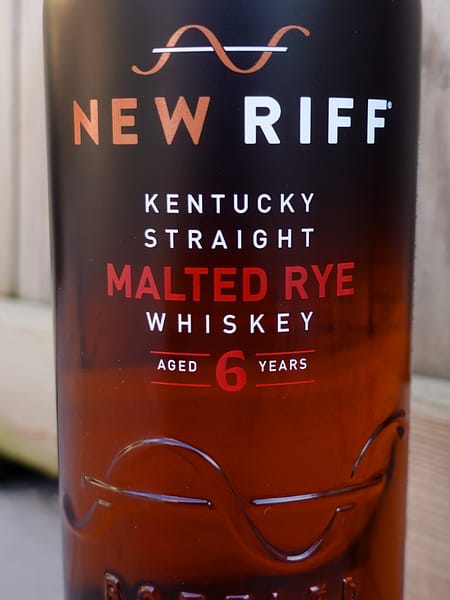 NEW RIFF®
KENTUCKY
STRAIGHT
MALTED RYE
WHISKEY
AGED 6 YEARS